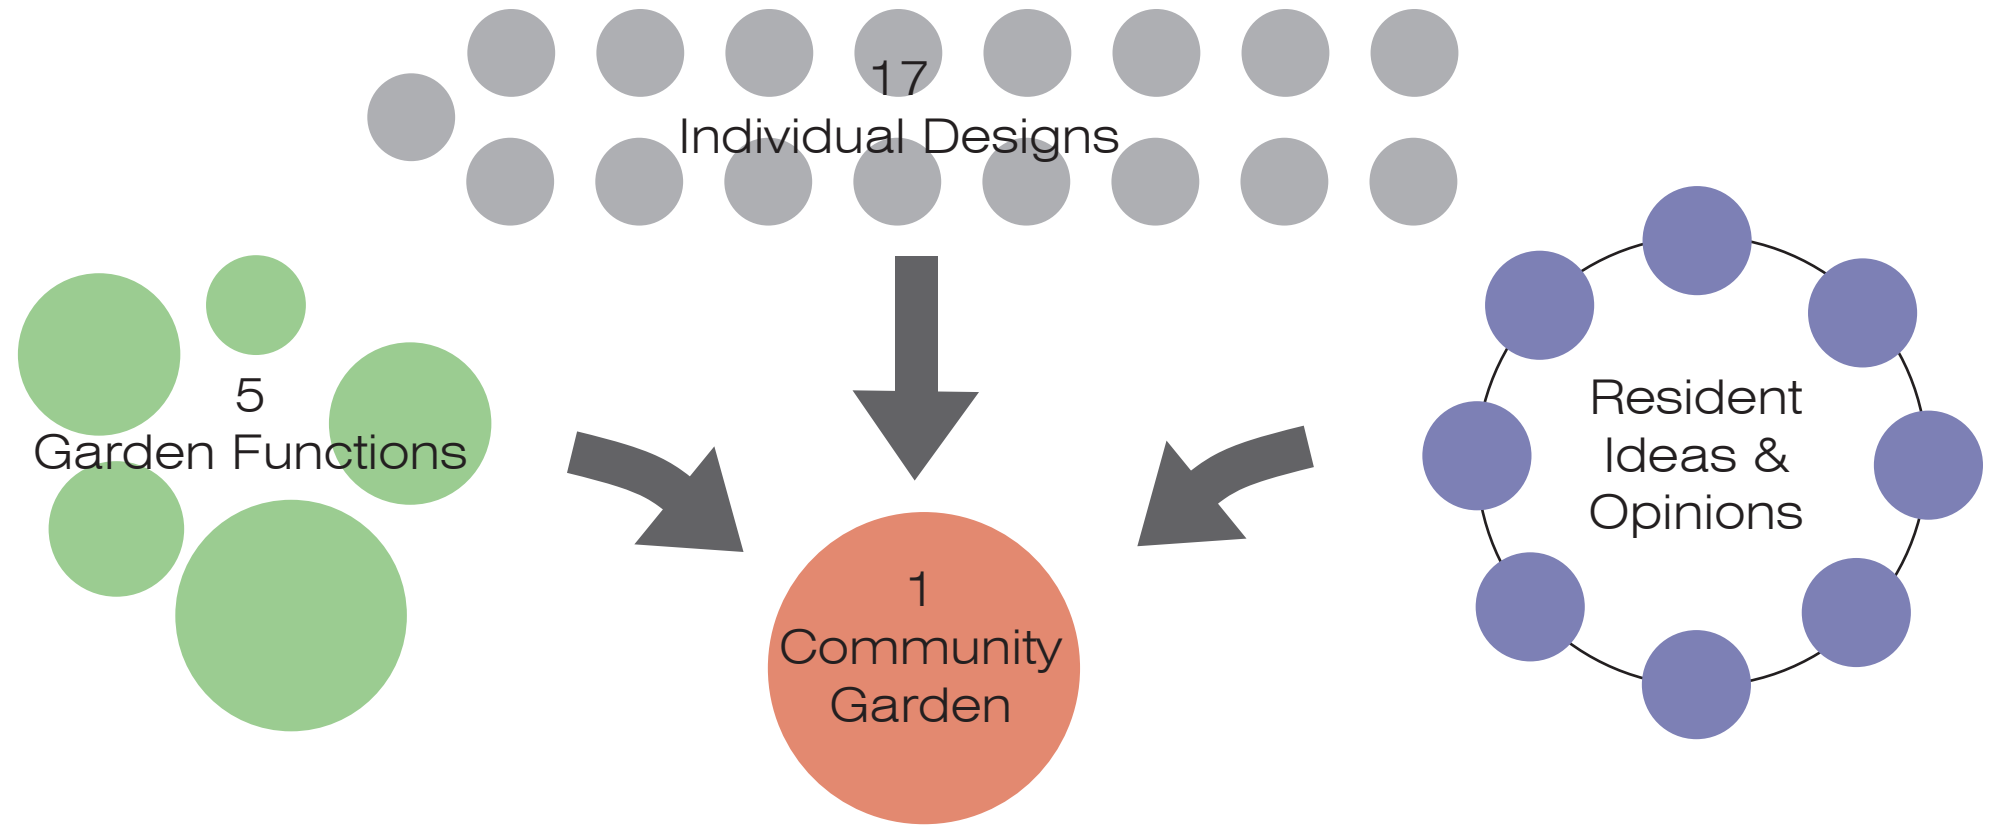 17
Individual Designs
5
Garden Functions
Resident
Ideas &
Opinions
1
Community
Garden